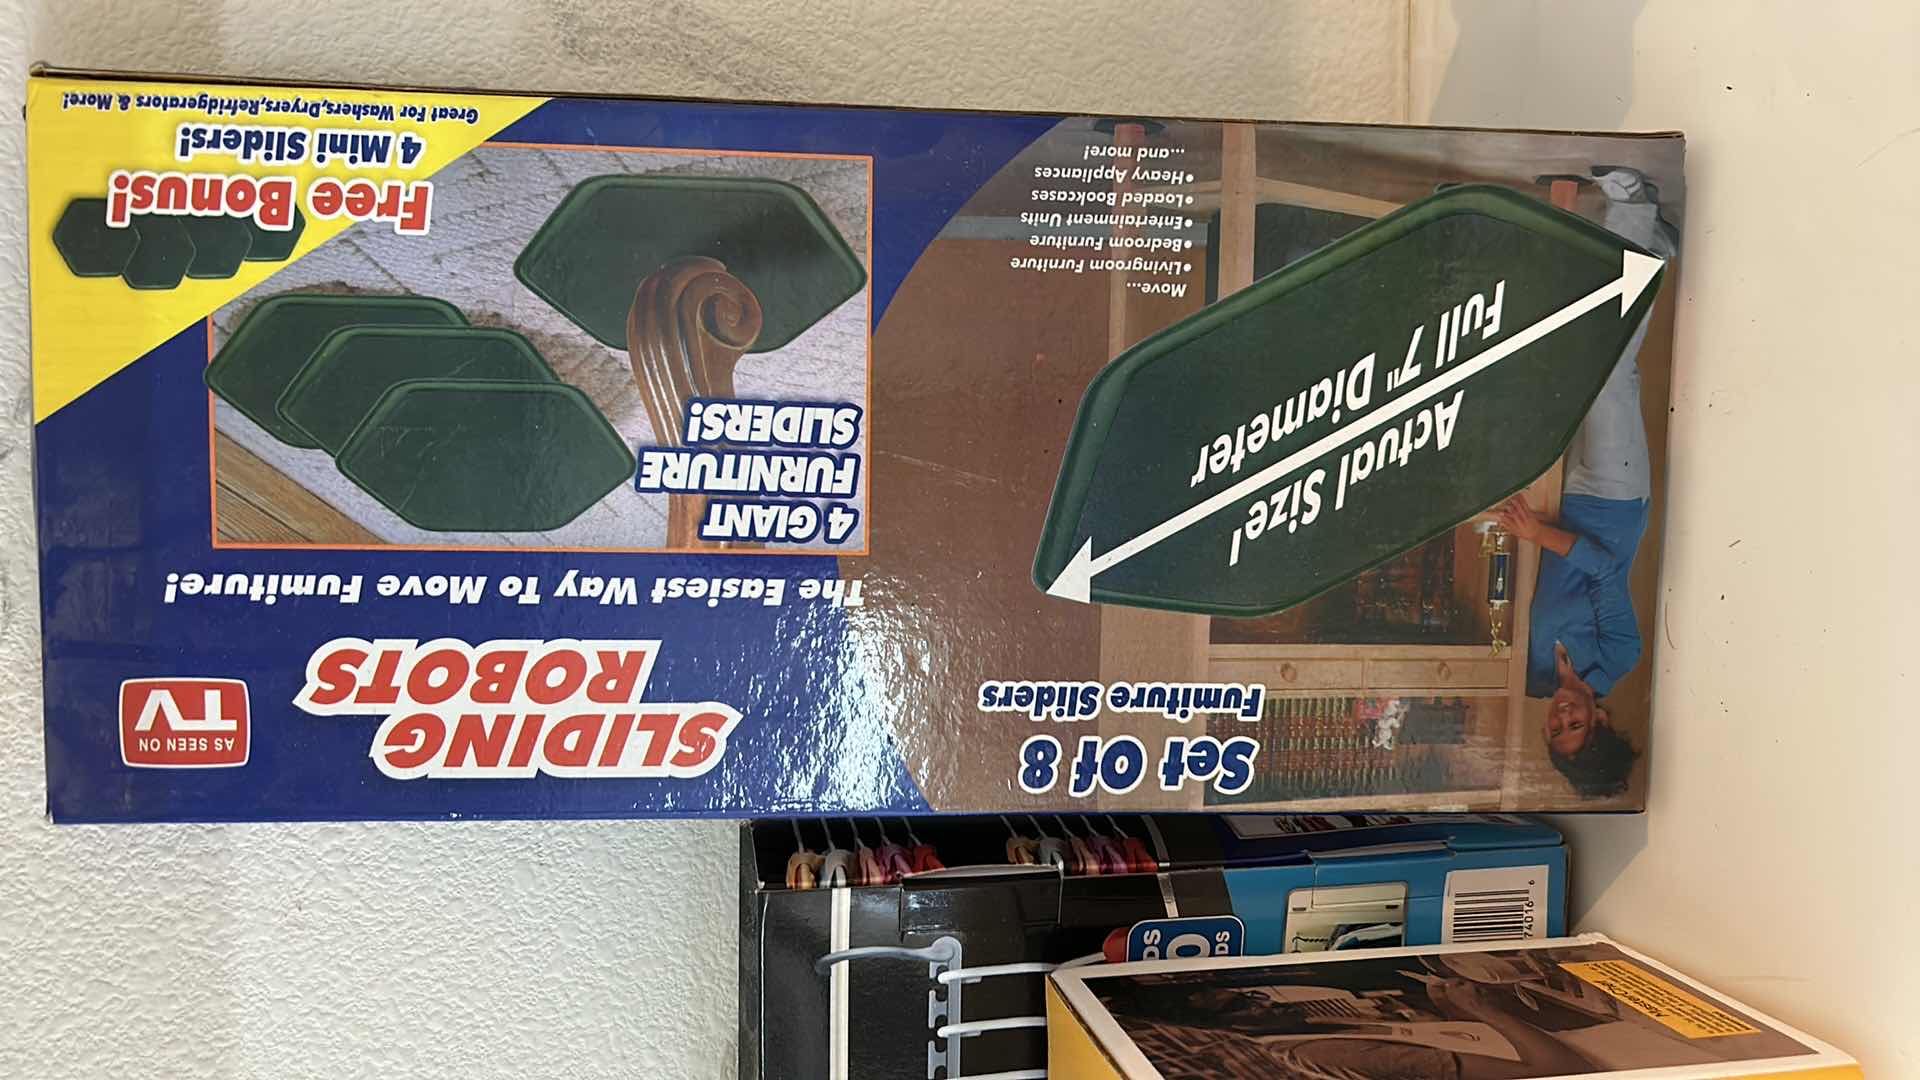 AS SEEN ON
TV
SLIDING
ROBOTS
The Easiest Way To Move Furniture!
4 GIANT
FURNITURE
SLIDERS!
Free Bonus!
4 Mini Sliders!
Great For Washers,Dryers,Refridgerators & More!
Set Of 8
Furniture Sliders
Actual Size!
Full 7" Diameter
Move...
•Livingroom Furniture
•Bedroom Furniture
•Entertainment Units
•Loaded Bookcases
•Heavy Appliances
...and more!
74016 6